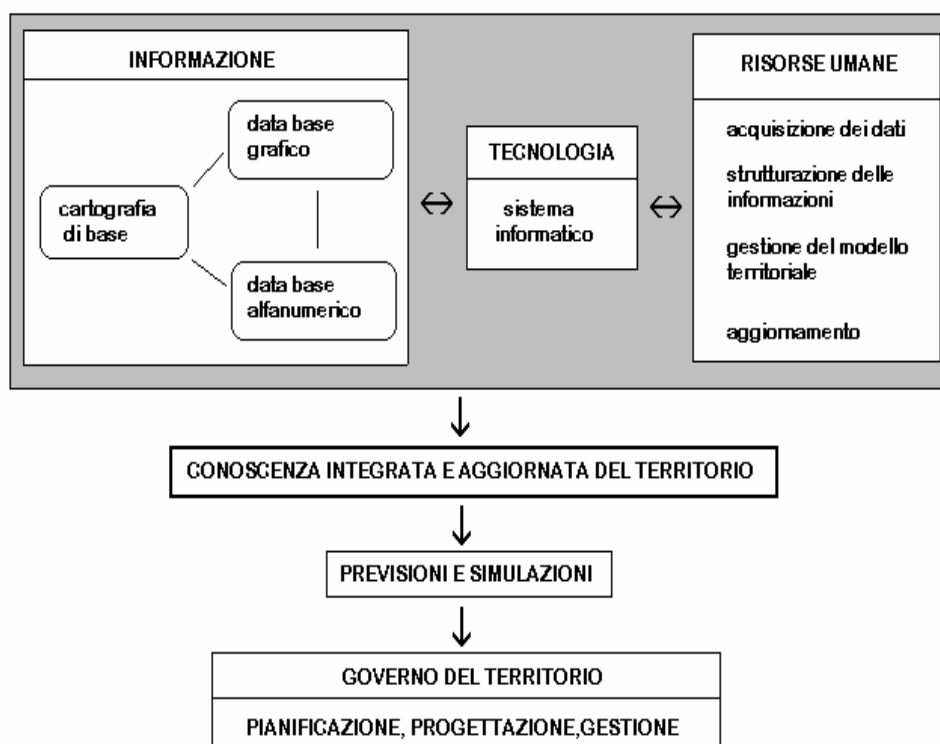 INFORMAZIONE
data base
grafico
cartografia
di base
data base
alfanumerico
TECNOLOGIA
sistema
informatico
RISORSE UMANE
acquisizione dei dati
strutturazione delle
informazioni
gestione del modello
territoriale
aggiornamento
CONOSCENZA INTEGRATA E AGGIORNATA DEL TERRITORIO
PREVISIONI E SIMULAZIONI
GOVERNO DEL TERRITORIO
PIANIFICAZIONE, PROGETTAZIONE,GESTIONE